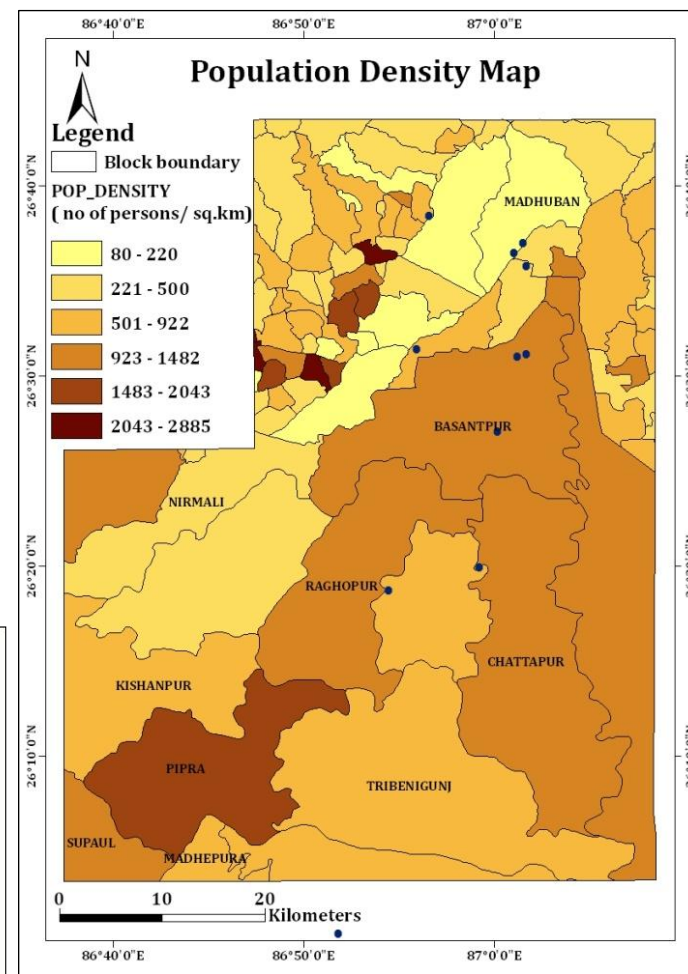 86°40'0"E 86°50'0"E 87°0'0"E
Population Density Map
N
Legend
Block boundary
POP_DENSITY
( no of persons/ sq.km)
80 - 220
221 - 500
501 - 922
923 - 1482
1483 - 2043
2043 - 2885
26°40'0"N
26°30'0"N
26°20'0"N
26°10'0"N
MADHUBAN
BASANTPUR
NIRMALI
RAGHOPUR
CHATTAPUR
KISHANPUR
PIPRA
TRIBENIGUNJ
SUPAUL
MADHEPURA
0 10 20
Kilometers
86°40'0"E 86°50'0"E 87°0'0"E